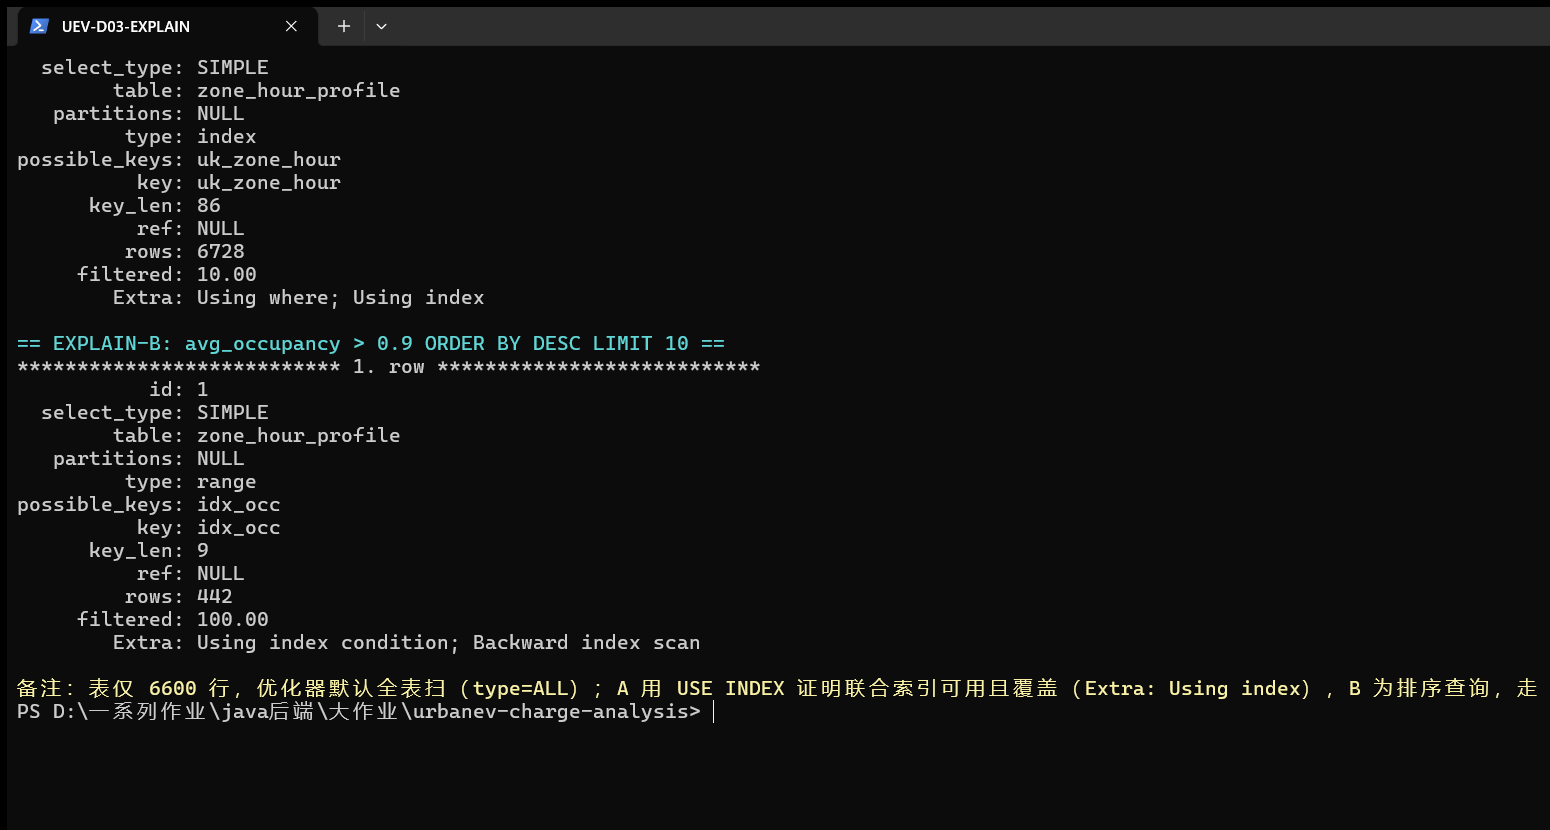 UEV-D03-EXPLAIN
select_type: SIMPLE
table: zone_hour_profile
partitions: NULL
type: index
possible_keys: uk_zone_hour
key: uk_zone_hour
key_len: 86
ref: NULL
rows: 6728
filtered: 10.00
Extra: Using where; Using index
== EXPLAIN-B: avg_occupancy > 0.9 ORDER BY DESC LIMIT 10 ==
*************************** 1. row ***************************
id: 1
select_type: SIMPLE
table: zone_hour_profile
partitions: NULL
type: range
possible_keys: idx_occ
key: idx_occ
key_len: 9
ref: NULL
rows: 442
filtered: 100.00
Extra: Using index condition; Backward index scan
备注：表仅 6600 行，优化器默认全表扫（type=ALL）；A 用 USE INDEX 证明联合索引可用且覆盖（Extra: Using index），B 为排序查询，走
PS D:\一系列作业\java后端\大作业\urbanev-charge-analysis>